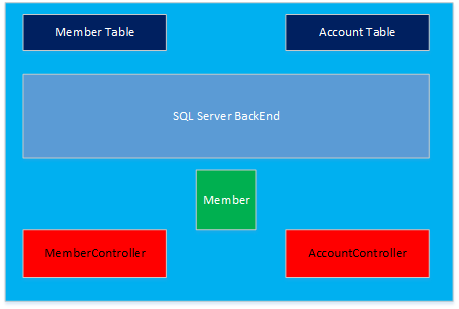 Member Table
Account Table
SQL Server BackEnd
Member
MemberController
AccountController